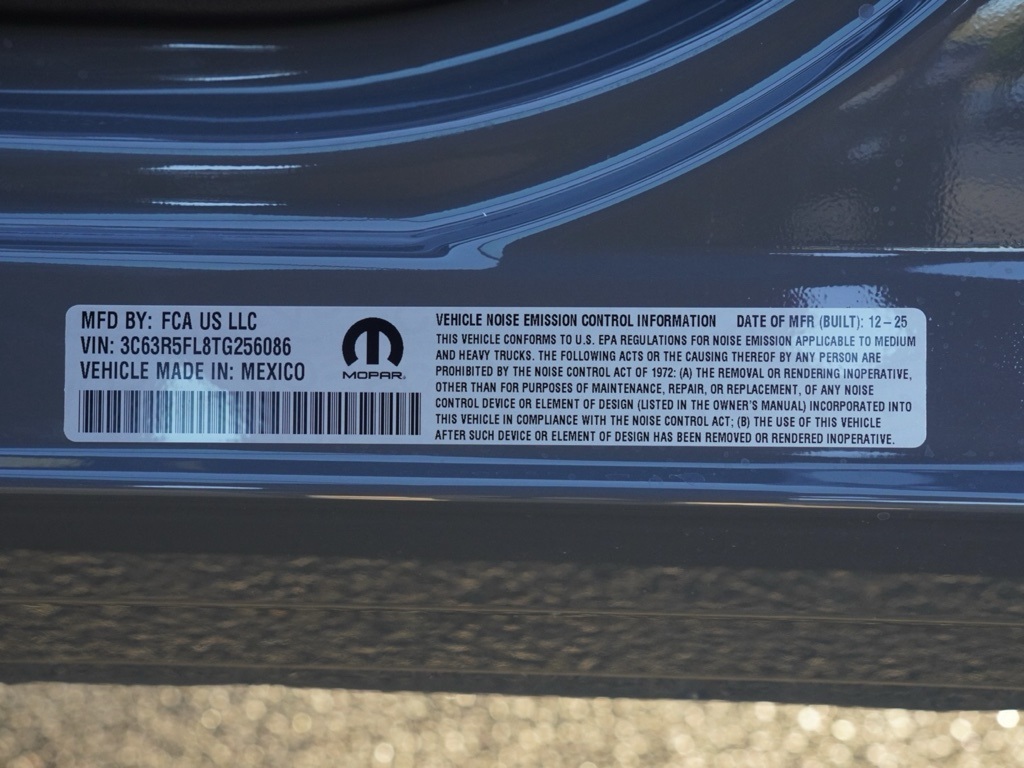 MFD BY: FCA US LLC
VIN: 3C63R5FL8TG256086
VEHICLE MADE IN: MEXICO
MOPAR
VEHICLE NOISE EMISSION CONTROL INFORMATION DATE OF MFR (BUILT): 12-25
THIS VEHICLE CONFORMS TO U.S. EPA REGULATIONS FOR NOISE EMISSION APPLICABLE TO MEDIUM
AND HEAVY TRUCKS. THE FOLLOWING ACTS OR THE CAUSING THEREOF BY ANY PERSON ARE
PROHIBITED BY THE NOISE CONTROL ACT OF 1972: (A) THE REMOVAL OR RENDERING INOPERATIVE,
OTHER THAN FOR PURPOSES OF MAINTENANCE, REPAIR, OR REPLACEMENT, OF ANY NOISE
CONTROL DEVICE OR ELEMENT OF DESIGN (LISTED IN THE OWNER'S MANUAL) INCORPORATED INTO
THIS VEHICLE IN COMPLIANCE WITH THE NOISE CONTROL ACT; (B) THE USE OF THIS VEHICLE
AFTER SUCH DEVICE OR ELEMENT OF DESIGN HAS BEEN REMOVED OR RENDERED INOPERATIVE.